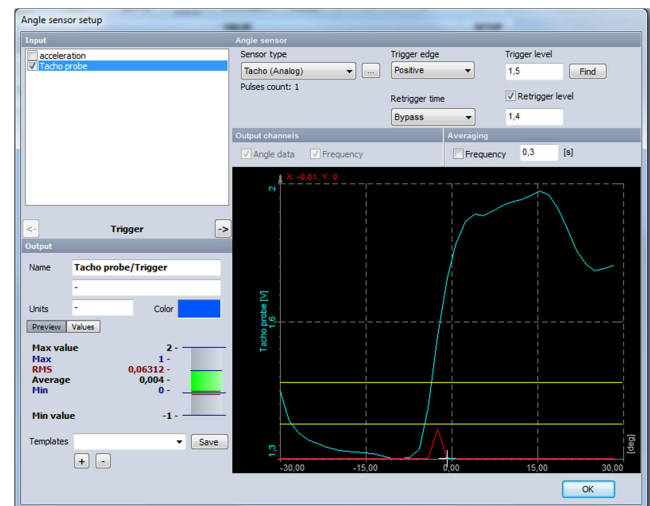 Angle sensor setup
Input
acceleration
Tacho probe
<- Trigger ->
Angle sensor
Sensor type
Tacho (Analog) ...
Pulses count: 1
Trigger edge
Positive
Trigger level
1,5 Find
Retrigger time
Bypass
Retrigger level
1,4
Output channels
Angle data Frequency
Averaging
Frequency 0,3 [s]
Output
Name Tacho probe/Trigger
-
Units - Color
Preview Values
Max value 2 -
Max 1 -
RMS 0,06312 -
Average 0,004 -
Min 0 -
Min value -1 -
Templates Save
+ -
X: -0,81; Y: 0
2
1,6
1,3
Tacho probe [V]
-30,00 -15,00 0,00 15,00 30,00
[deg]
OK